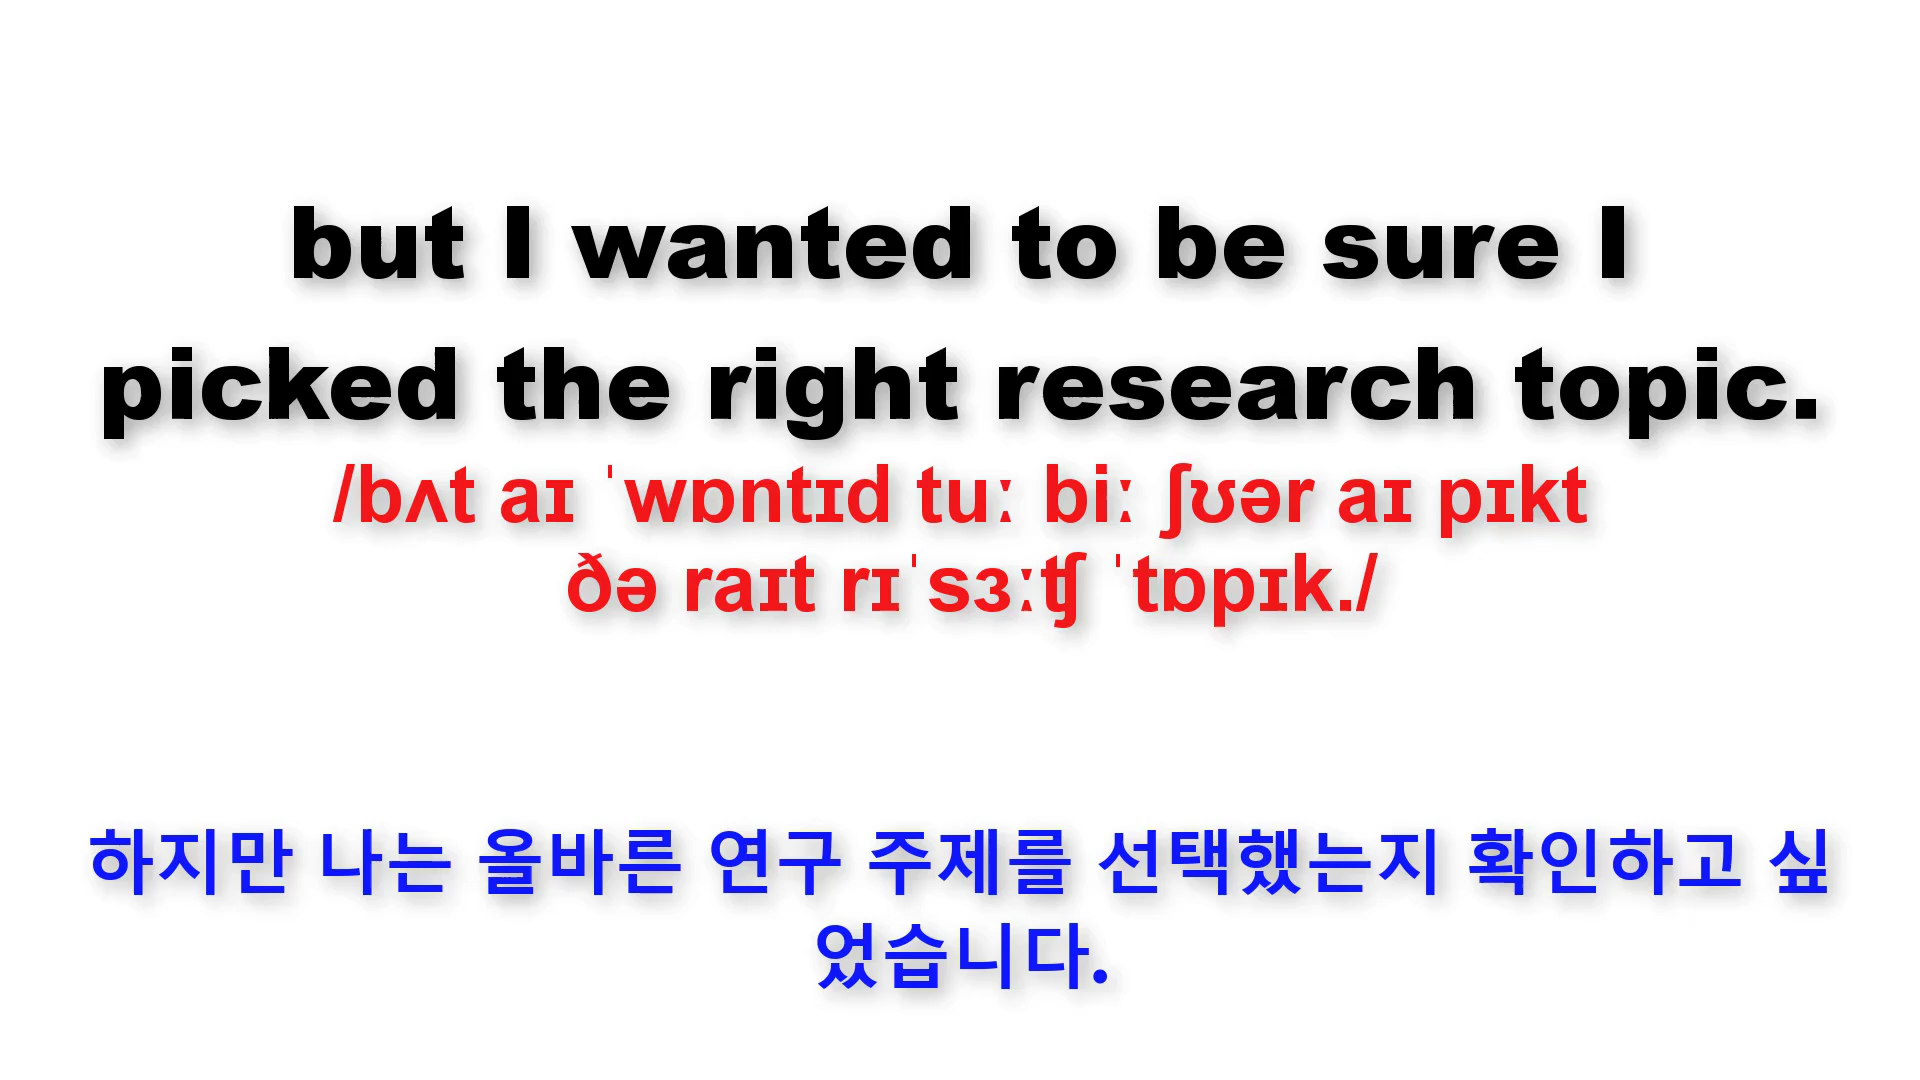 but I wanted to be sure I
picked the right research topic.
/bʌt aɪ ˈwɒntɪd tuː biː ʃʊər aɪ pɪkt
ðə raɪt rɪˈsɜːʧ ˈtɒpɪk./
하지만 나는 올바른 연구 주제를 선택했는지 확인하고 싶
었습니다.